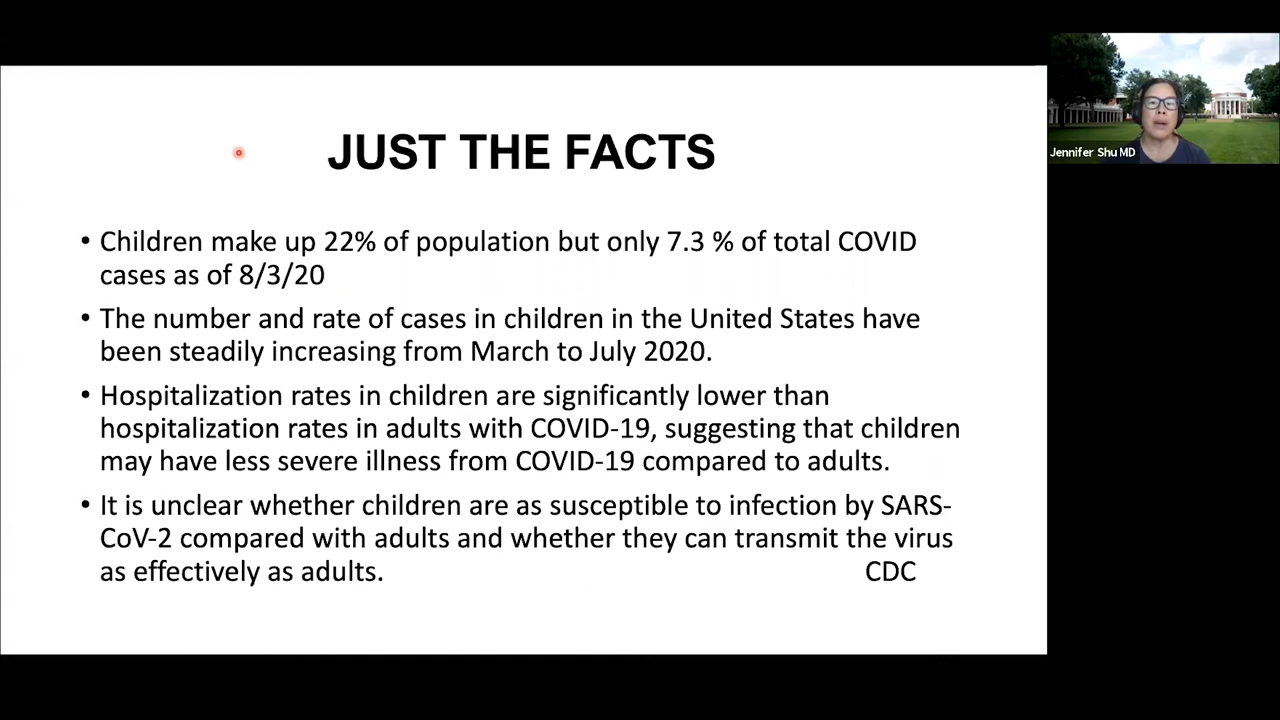 JUST THE FACTS
• Children make up 22% of population but only 7.3 % of total COVID
cases as of 8/3/20
• The number and rate of cases in children in the United States have
been steadily increasing from March to July 2020.
• Hospitalization rates in children are significantly lower than
hospitalization rates in adults with COVID-19, suggesting that children
may have less severe illness from COVID-19 compared to adults.
• It is unclear whether children are as susceptible to infection by SARS-
CoV-2 compared with adults and whether they can transmit the virus
as effectively as adults. CDC
Jennifer Shu MD